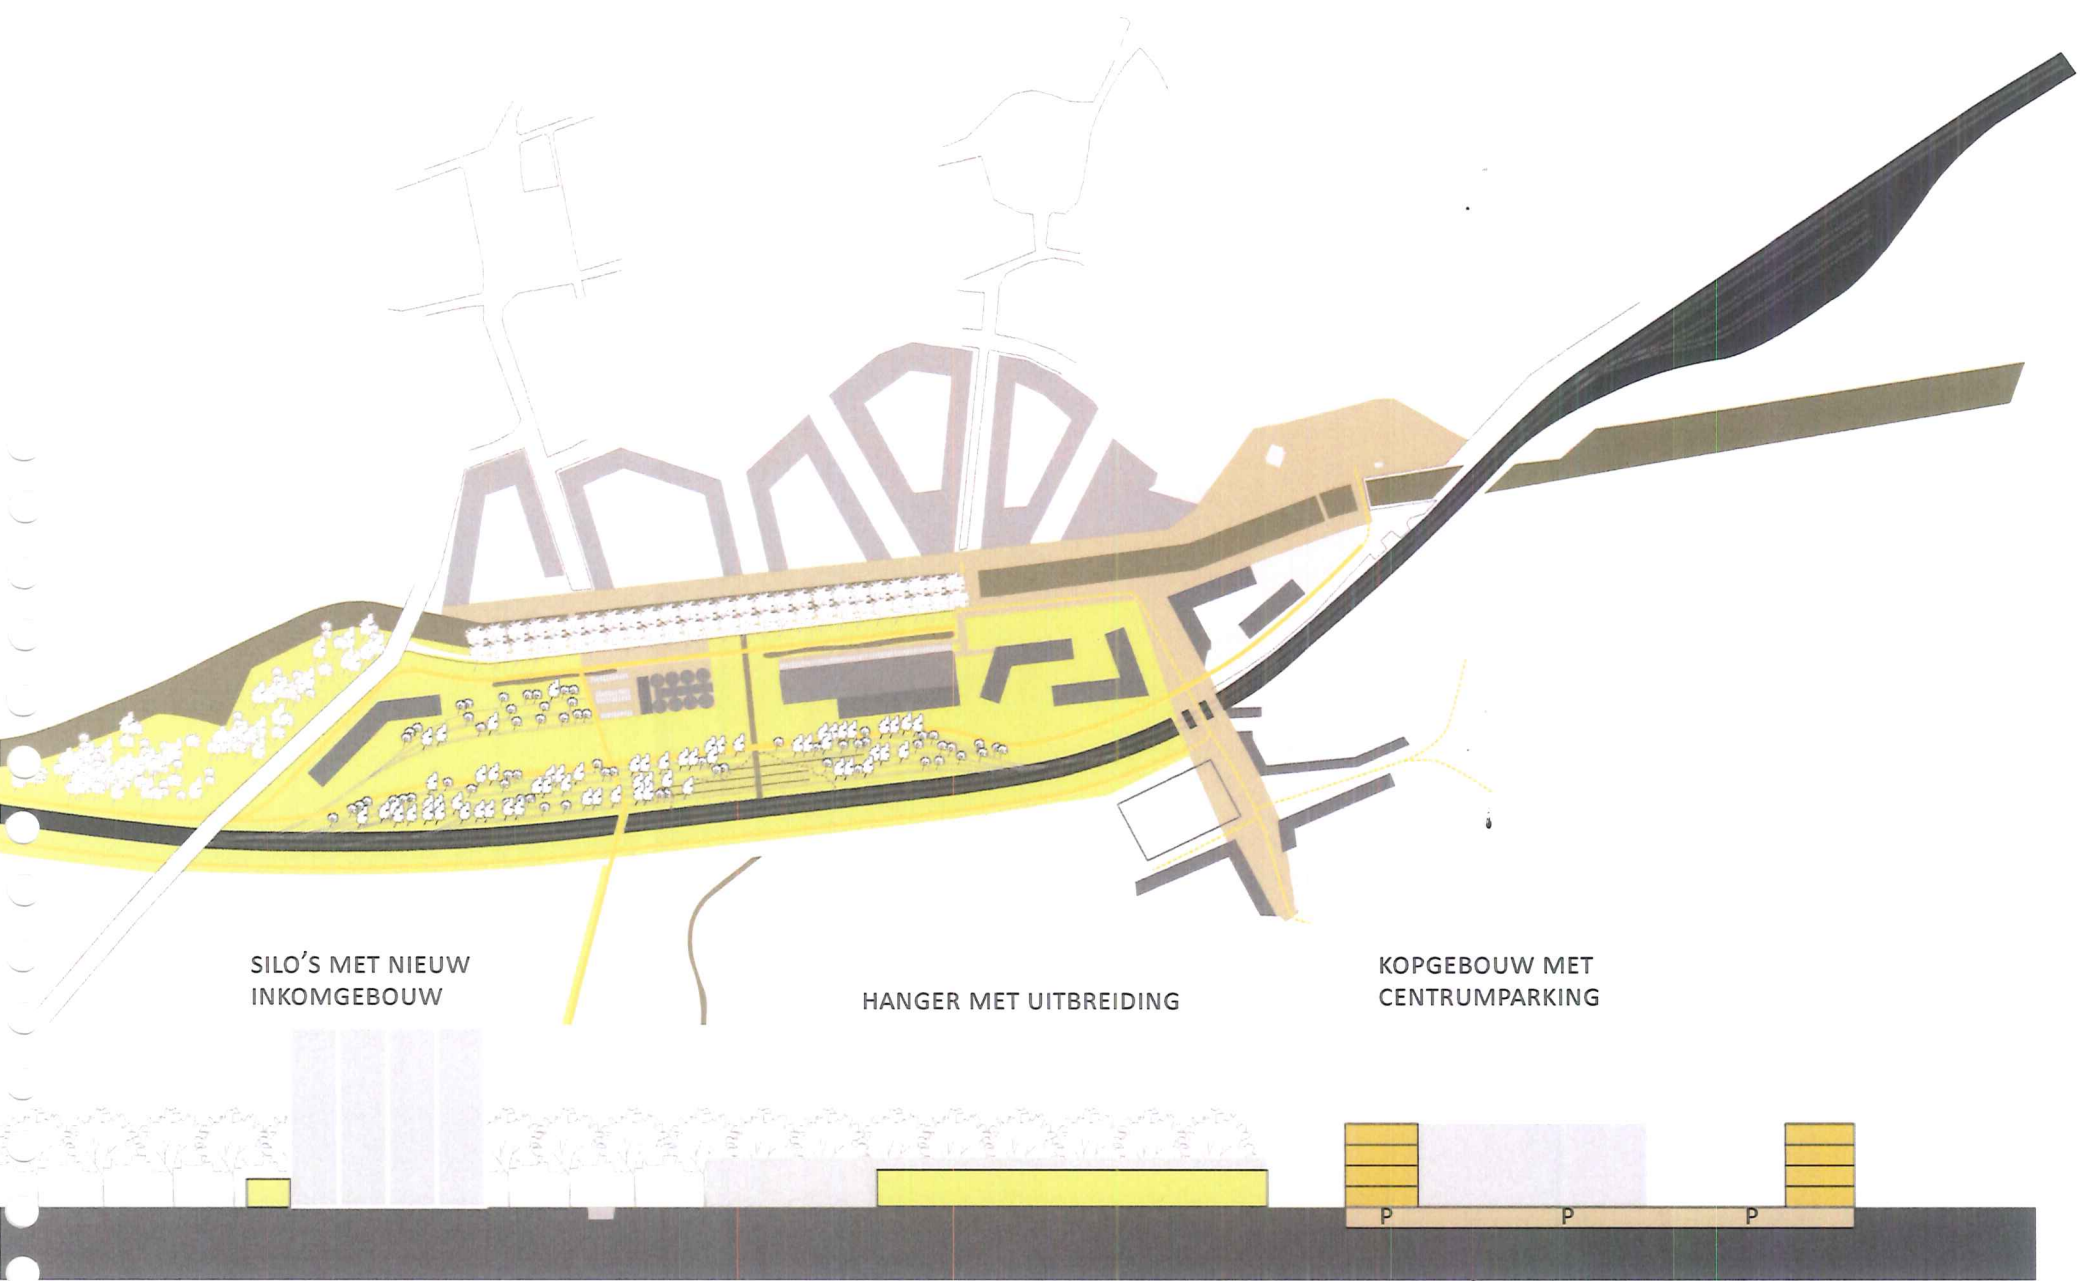 SILO'S MET NIEUW
INKOMGEBOUW
HANGER MET UITBREIDING
KOPGEBOUW MET
CENTRUMPARKING
P P P